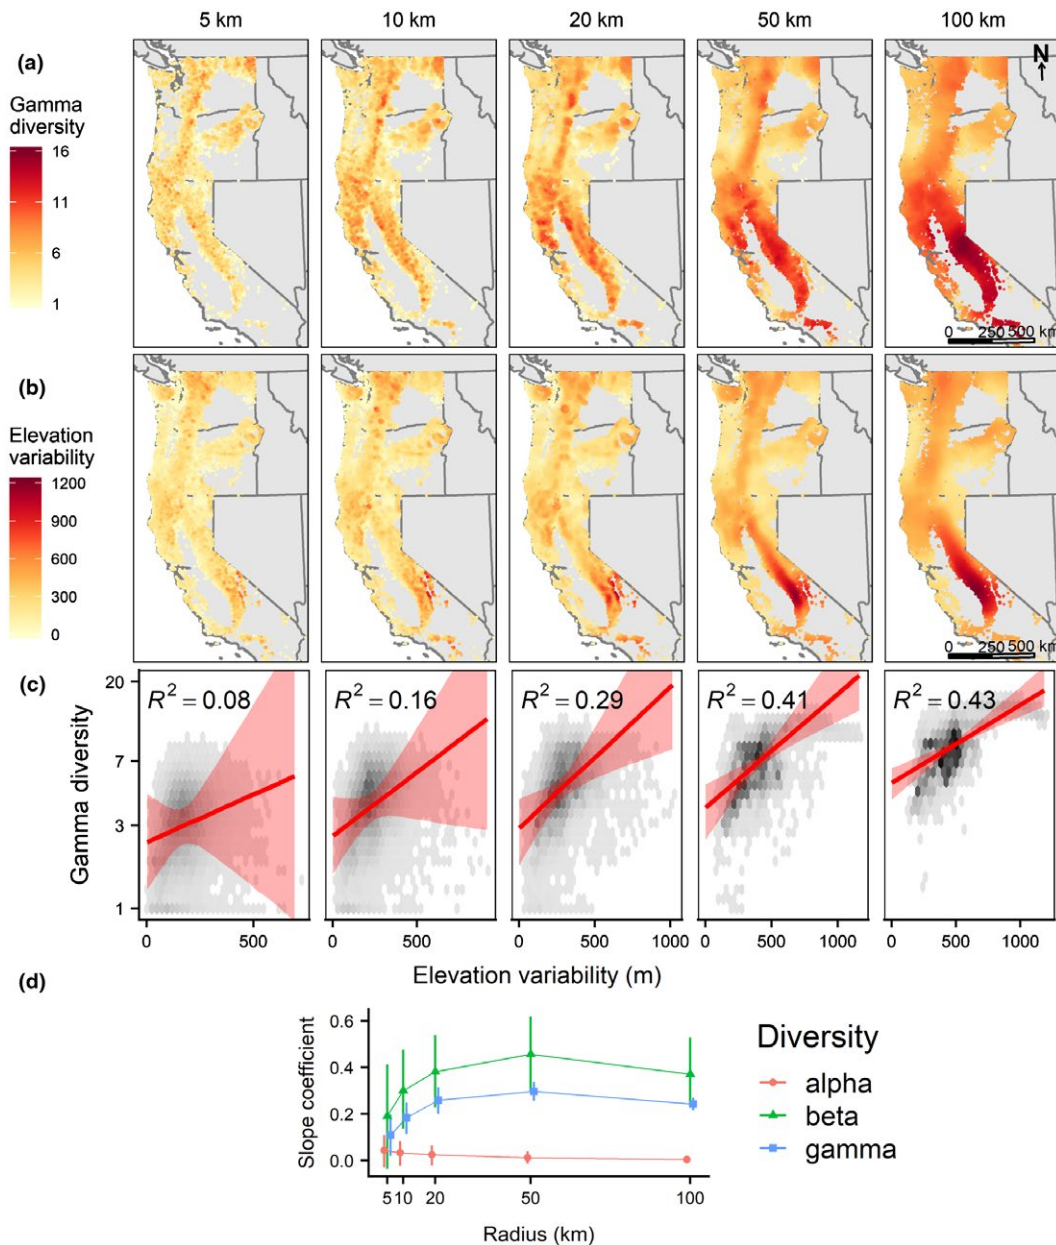 5 km 10 km 20 km 50 km 100 km
(a)
N
Gamma
diversity
16
11
6
1
0 250 500 km
(b)
Elevation
variability
1200
900
600
300
0
0 250 500 km
(c)
R² = 0.08 R² = 0.16 R² = 0.29 R² = 0.41 R² = 0.43
Gamma diversity
20
7
3
1
0 500 0 500 0 500 1000 0 500 1000 0 500 1000
Elevation variability (m)
(d)
Slope coefficient
0.6
0.4
0.2
0.0
5 10 20 50 100
Radius (km)
Diversity
alpha
beta
gamma